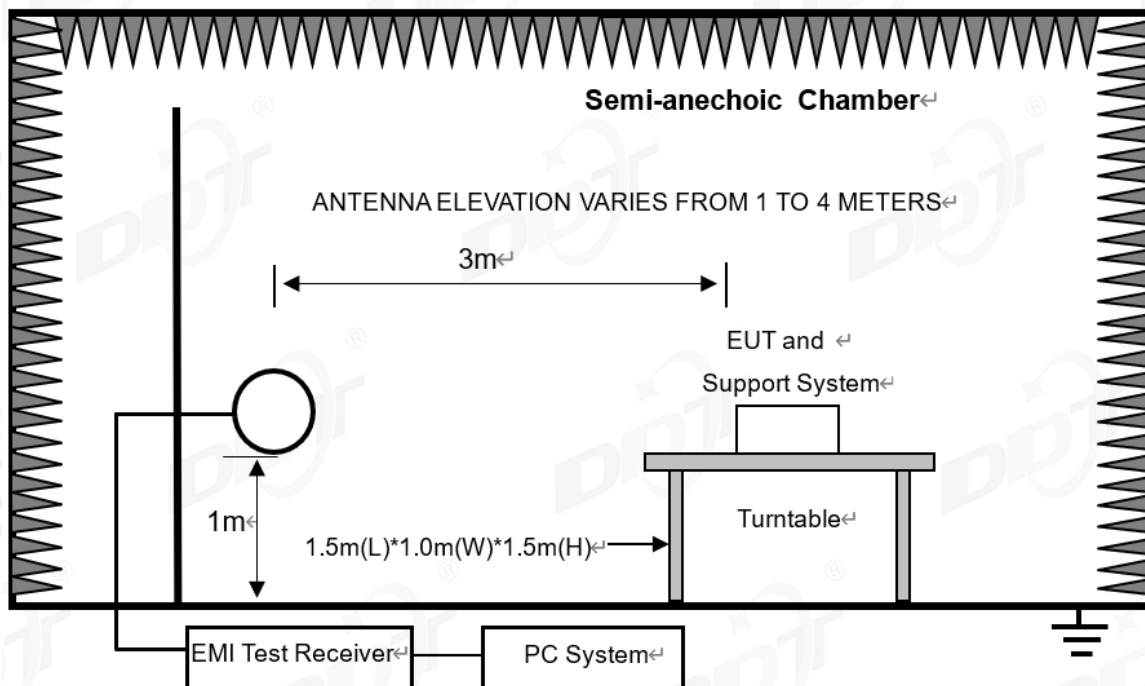 Semi-anechoic Chamber↵
ANTENNA ELEVATION VARIES FROM 1 TO 4 METERS↵
3m↵
EUT and ↵
Support System↵
1m↵
Turntable↵
1.5m(L)*1.0m(W)*1.5m(H)↵
EMI Test Receiver↵
PC System↵
DDT
®